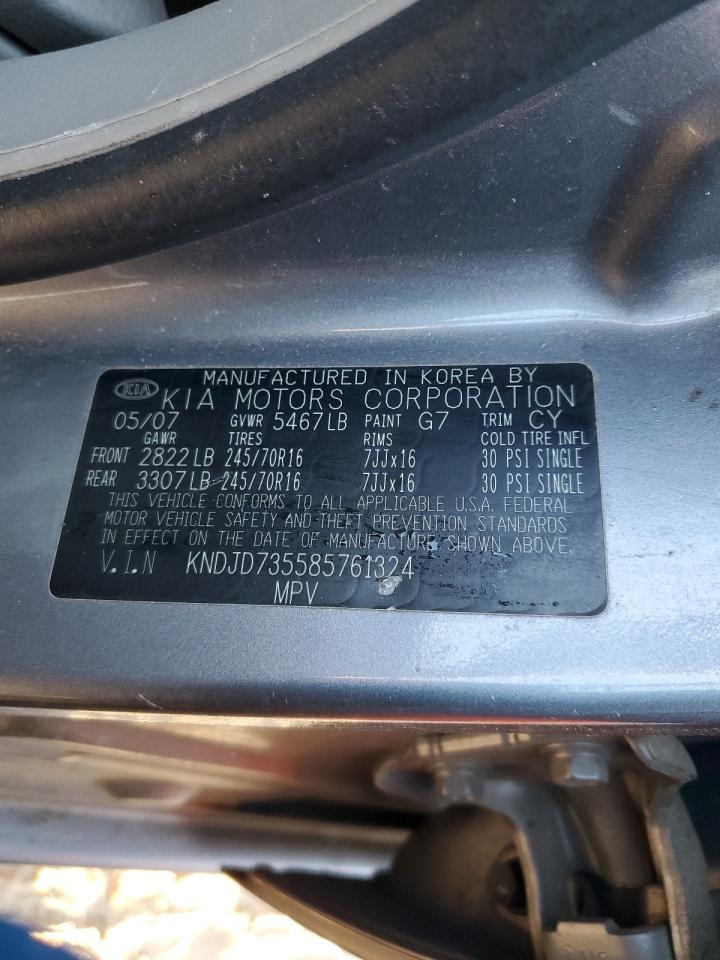 MANUFACTURED IN KOREA BY
KIA KIA MOTORS CORPORATION
05/07 GVWR 5467LB PAINT G7 TRIM CY
GAWR TIRES RIMS COLD TIRE INFL
FRONT 2822LB 245/70R16 7JJx16 30 PSI SINGLE
REAR 3307LB 245/70R16 7JJx16 30 PSI SINGLE
THIS VEHICLE CONFORMS TO ALL APPLICABLE U.S.A. FEDERAL
MOTOR VEHICLE SAFETY AND THEFT PREVENTION STANDARDS
IN EFFECT ON THE DATE OF MANUFACTURE SHOWN ABOVE.
V.I.N KNDJD735585761324
MPV